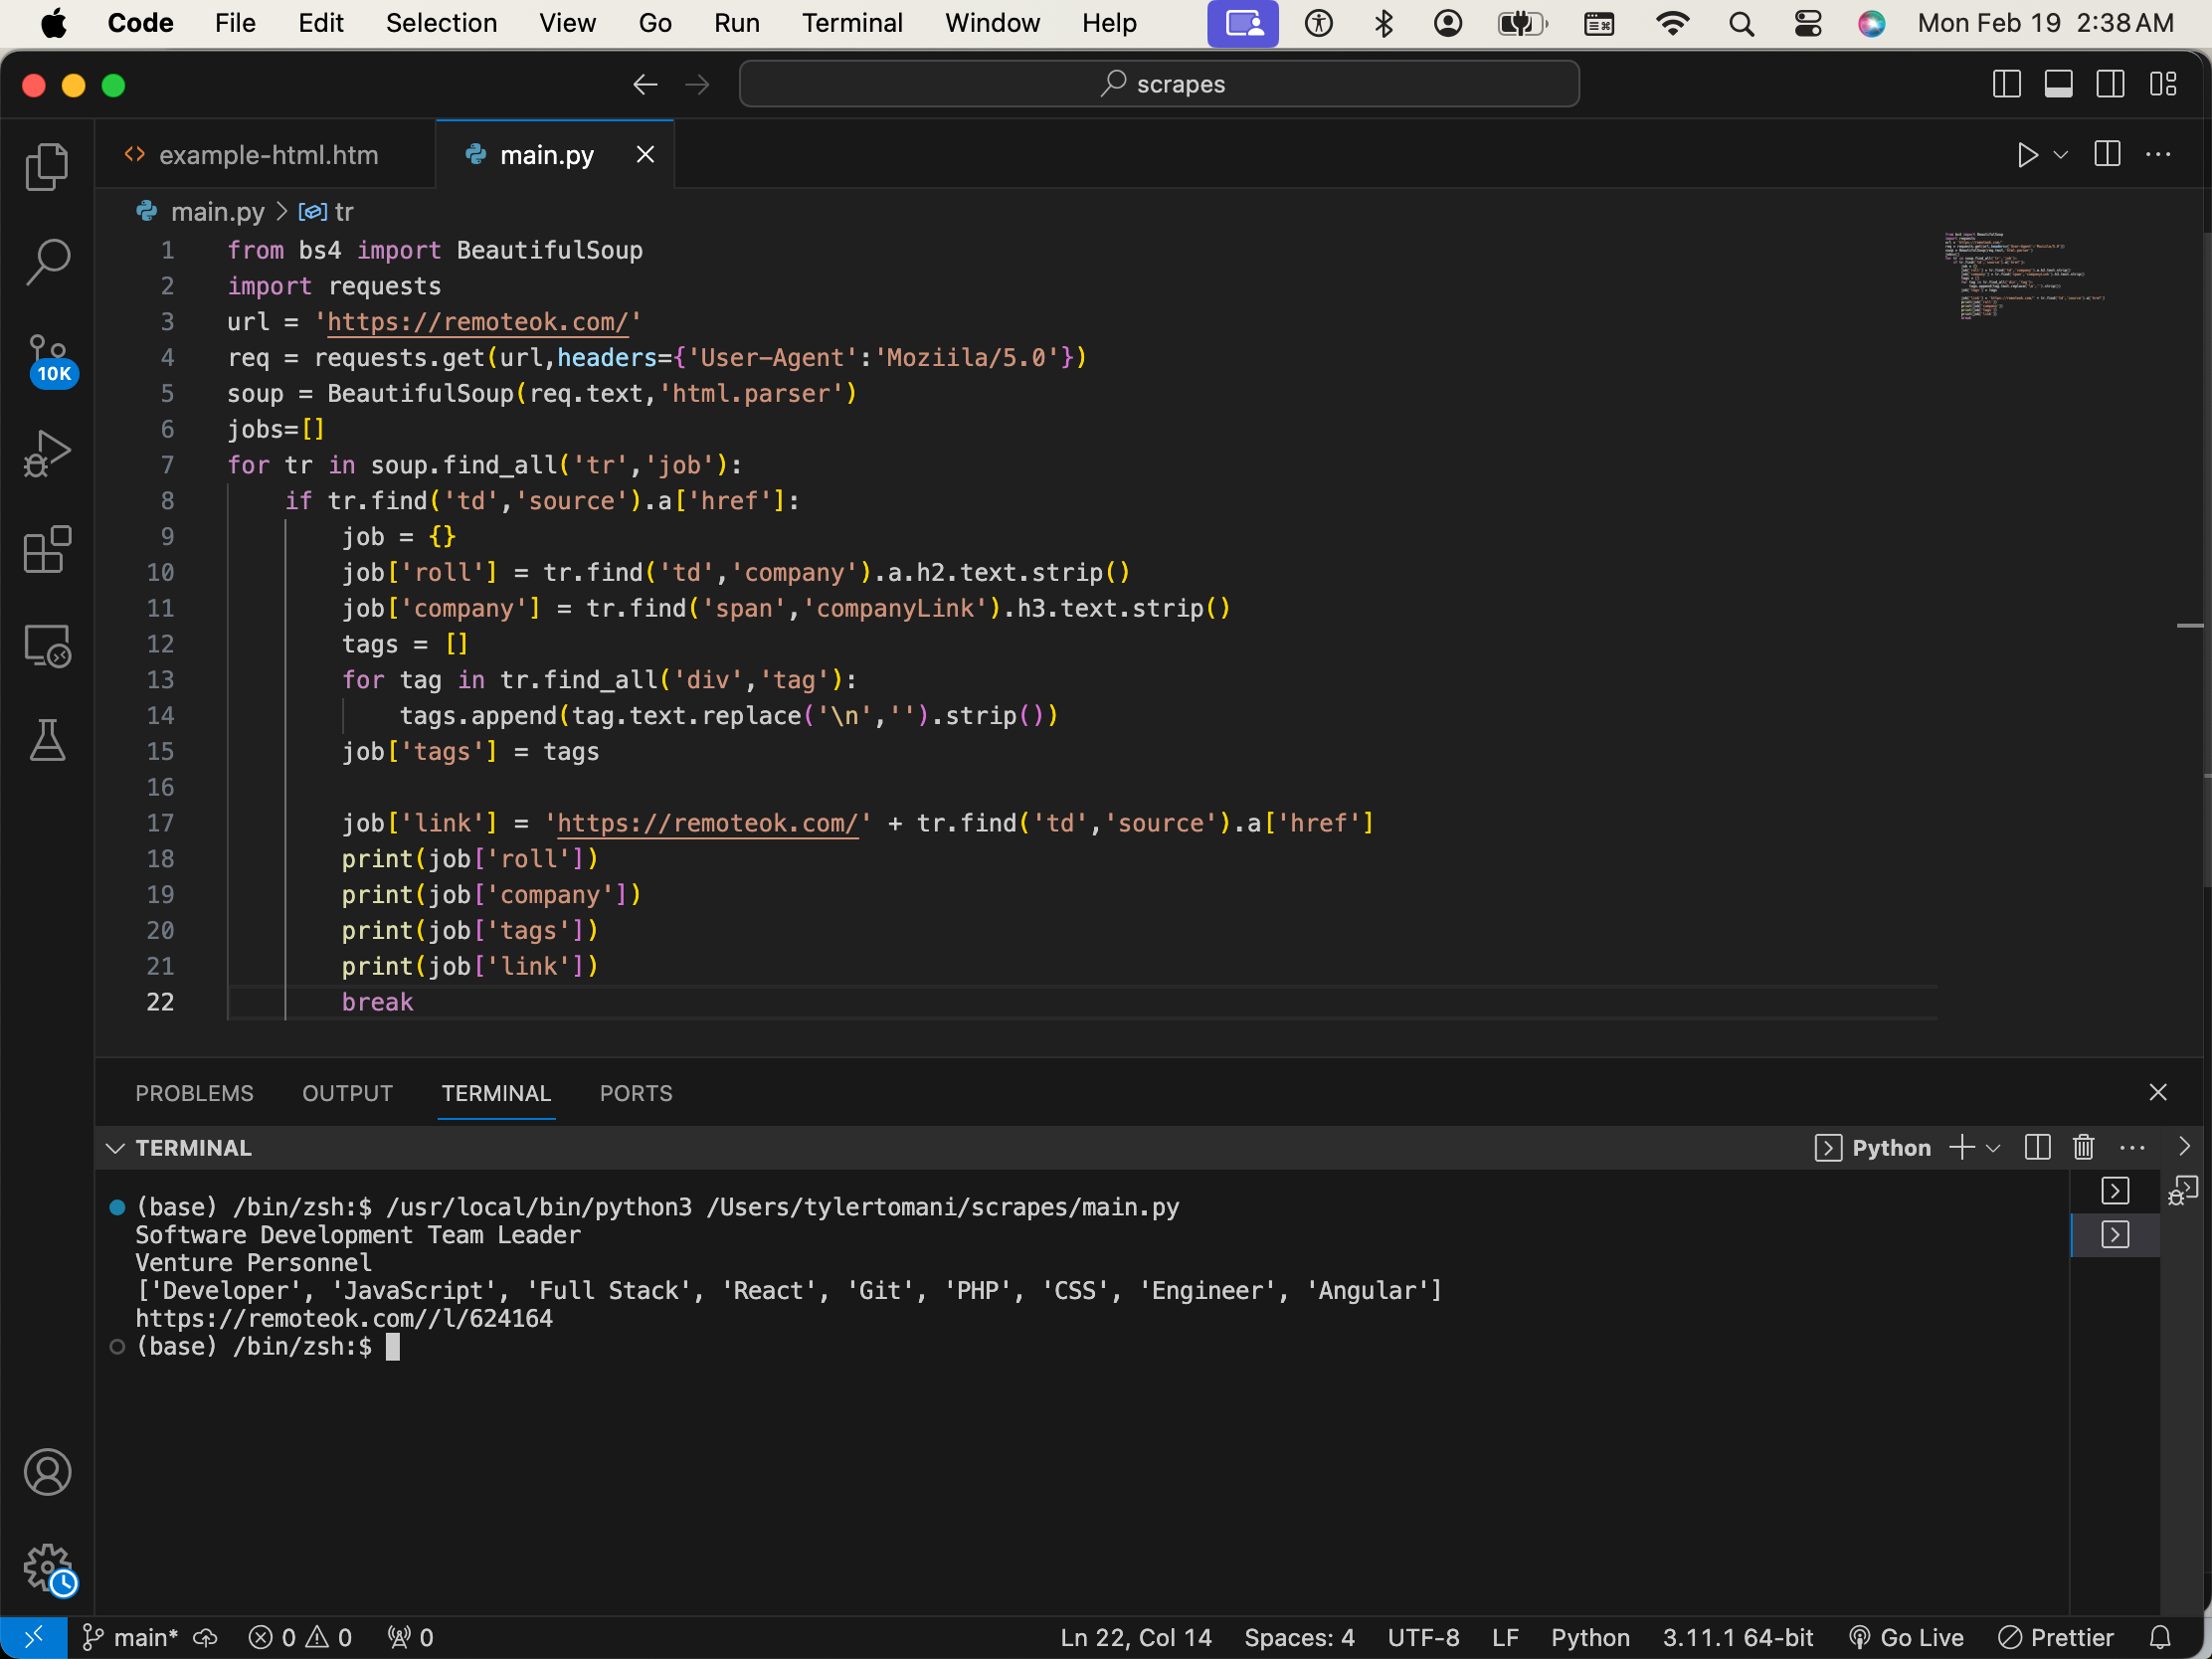 Code File Edit Selection View Go Run Terminal Window Help Mon Feb 19 2:38 AM
scrapes
example-html.htm main.py
main.py > tr
10K
1 from bs4 import BeautifulSoup
2 import requests
3 url = 'https://remoteok.com/'
4 req = requests.get(url,headers={'User-Agent':'Moziila/5.0'})
5 soup = BeautifulSoup(req.text,'html.parser')
6 jobs=[]
7 for tr in soup.find_all('tr','job'):
8     if tr.find('td','source').a['href']:
9         job = {}
10         job['roll'] = tr.find('td','company').a.h2.text.strip()
11         job['company'] = tr.find('span','companyLink').h3.text.strip()
12         tags = []
13         for tag in tr.find_all('div','tag'):
14             tags.append(tag.text.replace('\n','').strip())
15         job['tags'] = tags
16
17         job['link'] = 'https://remoteok.com/' + tr.find('td','source').a['href']
18         print(job['roll'])
19         print(job['company'])
20         print(job['tags'])
21         print(job['link'])
22         break
PROBLEMS OUTPUT TERMINAL PORTS
TERMINAL Python
(base) /bin/zsh:$ /usr/local/bin/python3 /Users/tylertomani/scrapes/main.py
Software Development Team Leader
Venture Personnel
['Developer', 'JavaScript', 'Full Stack', 'React', 'Git', 'PHP', 'CSS', 'Engineer', 'Angular']
https://remoteok.com//l/624164
(base) /bin/zsh:$
main* 0 0 0 Ln 22, Col 14 Spaces: 4 UTF-8 LF Python 3.11.1 64-bit Go Live Prettier